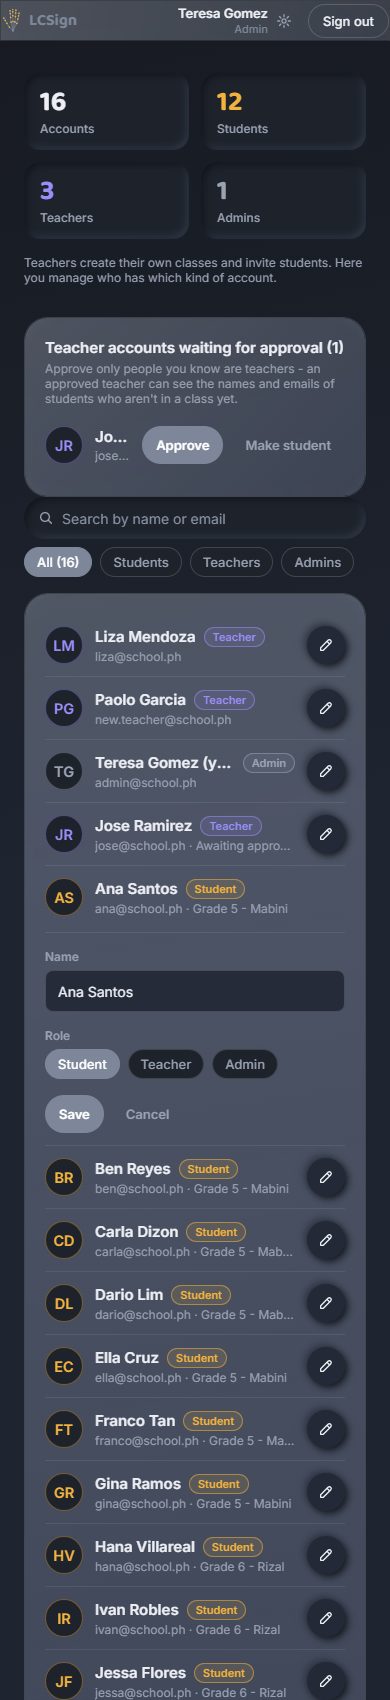 LCSign
Teresa Gomez
Admin
Sign out
16
Accounts
12
Students
3
Teachers
1
Admins
Teachers create their own classes and invite students. Here
you manage who has which kind of account.
Teacher accounts waiting for approval (1)
Approve only people you know are teachers - an
approved teacher can see the names and emails of
students who aren't in a class yet.
JR
Jo...
jose...
Approve
Make student
Search by name or email
All (16)
Students
Teachers
Admins
LM
Liza Mendoza
Teacher
liza@school.ph
PG
Paolo Garcia
Teacher
new.teacher@school.ph
TG
Teresa Gomez (y...
Admin
admin@school.ph
JR
Jose Ramirez
Teacher
jose@school.ph · Awaiting appro...
AS
Ana Santos
Student
ana@school.ph · Grade 5 - Mabini
Name
Ana Santos
Role
Student
Teacher
Admin
Save
Cancel
BR
Ben Reyes
Student
ben@school.ph · Grade 5 - Mabini
CD
Carla Dizon
Student
carla@school.ph · Grade 5 - Mab...
DL
Dario Lim
Student
dario@school.ph · Grade 5 - Mab...
EC
Ella Cruz
Student
ella@school.ph · Grade 5 - Mabini
FT
Franco Tan
Student
franco@school.ph · Grade 5 - Ma...
GR
Gina Ramos
Student
gina@school.ph · Grade 5 - Mabini
HV
Hana Villareal
Student
hana@school.ph · Grade 6 - Rizal
IR
Ivan Robles
Student
ivan@school.ph · Grade 6 - Rizal
JF
Jessa Flores
Student
jessa@school.ph · Grade 6 - Rizal